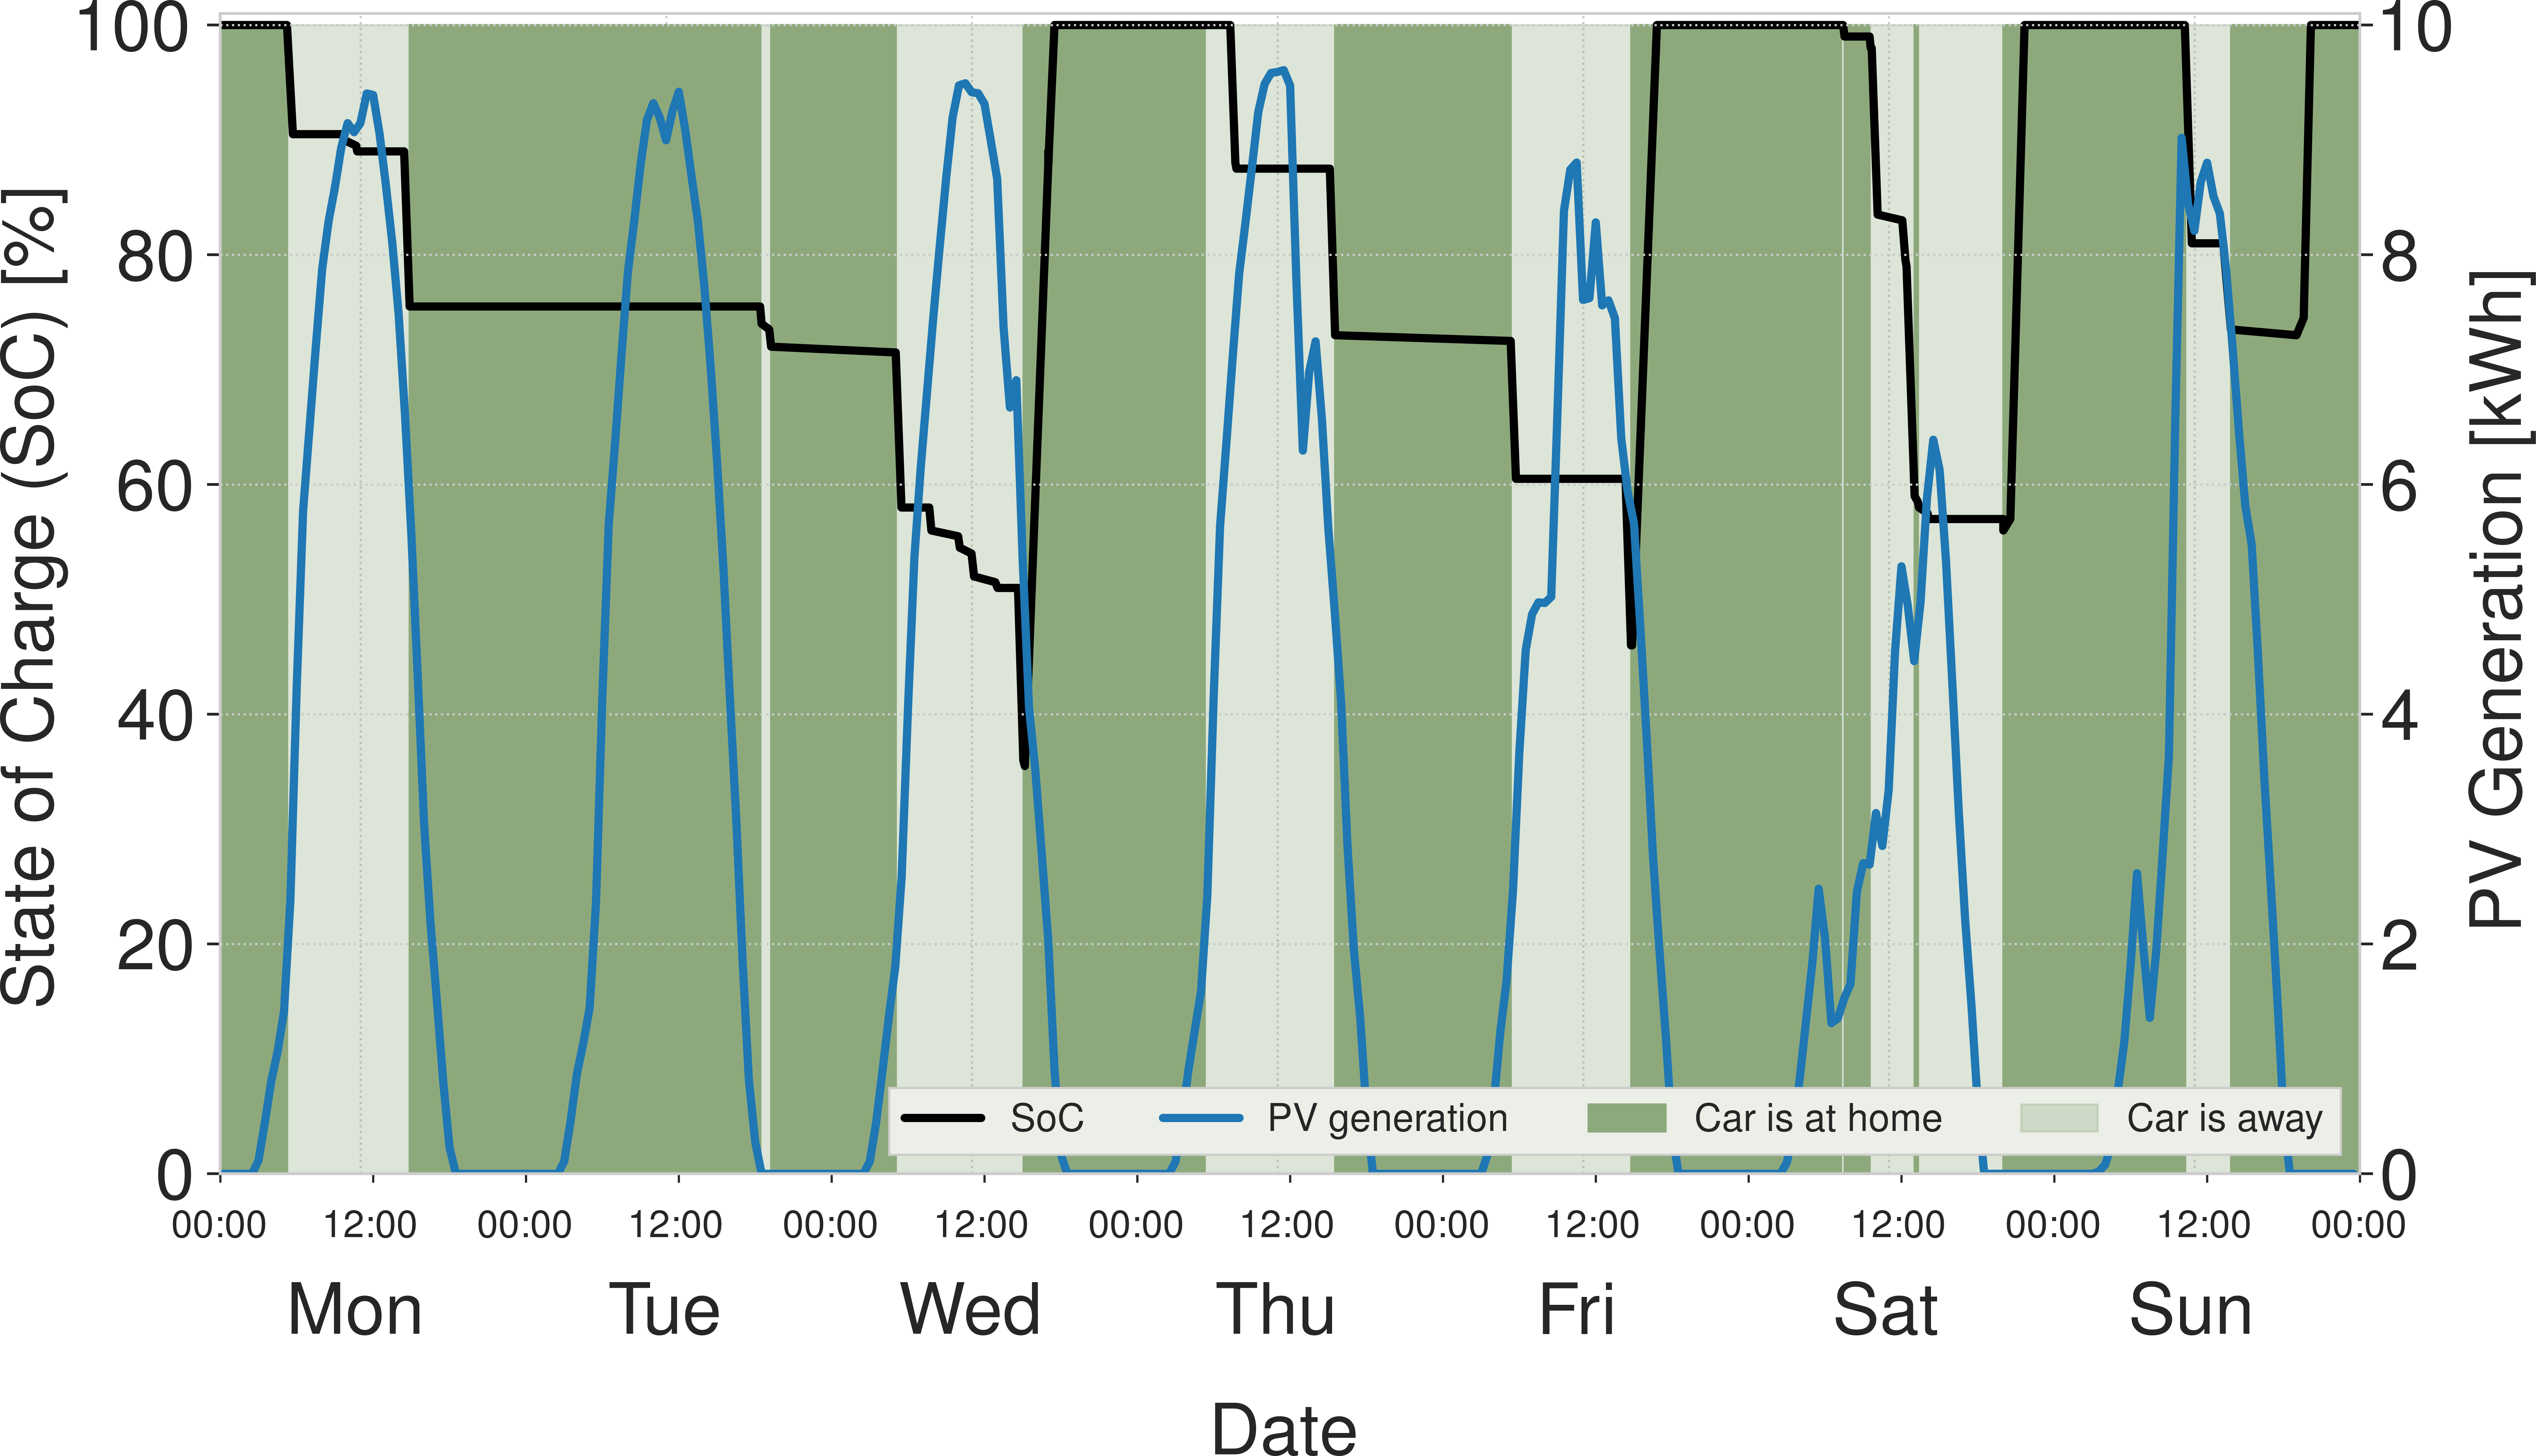 100
80
60
40
20
0
State of Charge (SoC) [%]
10
8
6
4
2
0
PV Generation [kWh]
SoC PV generation Car is at home Car is away
00:00 12:00 00:00 12:00 00:00 12:00 00:00 12:00 00:00 12:00 00:00 12:00 00:00 12:00 00:00
Mon Tue Wed Thu Fri Sat Sun
Date